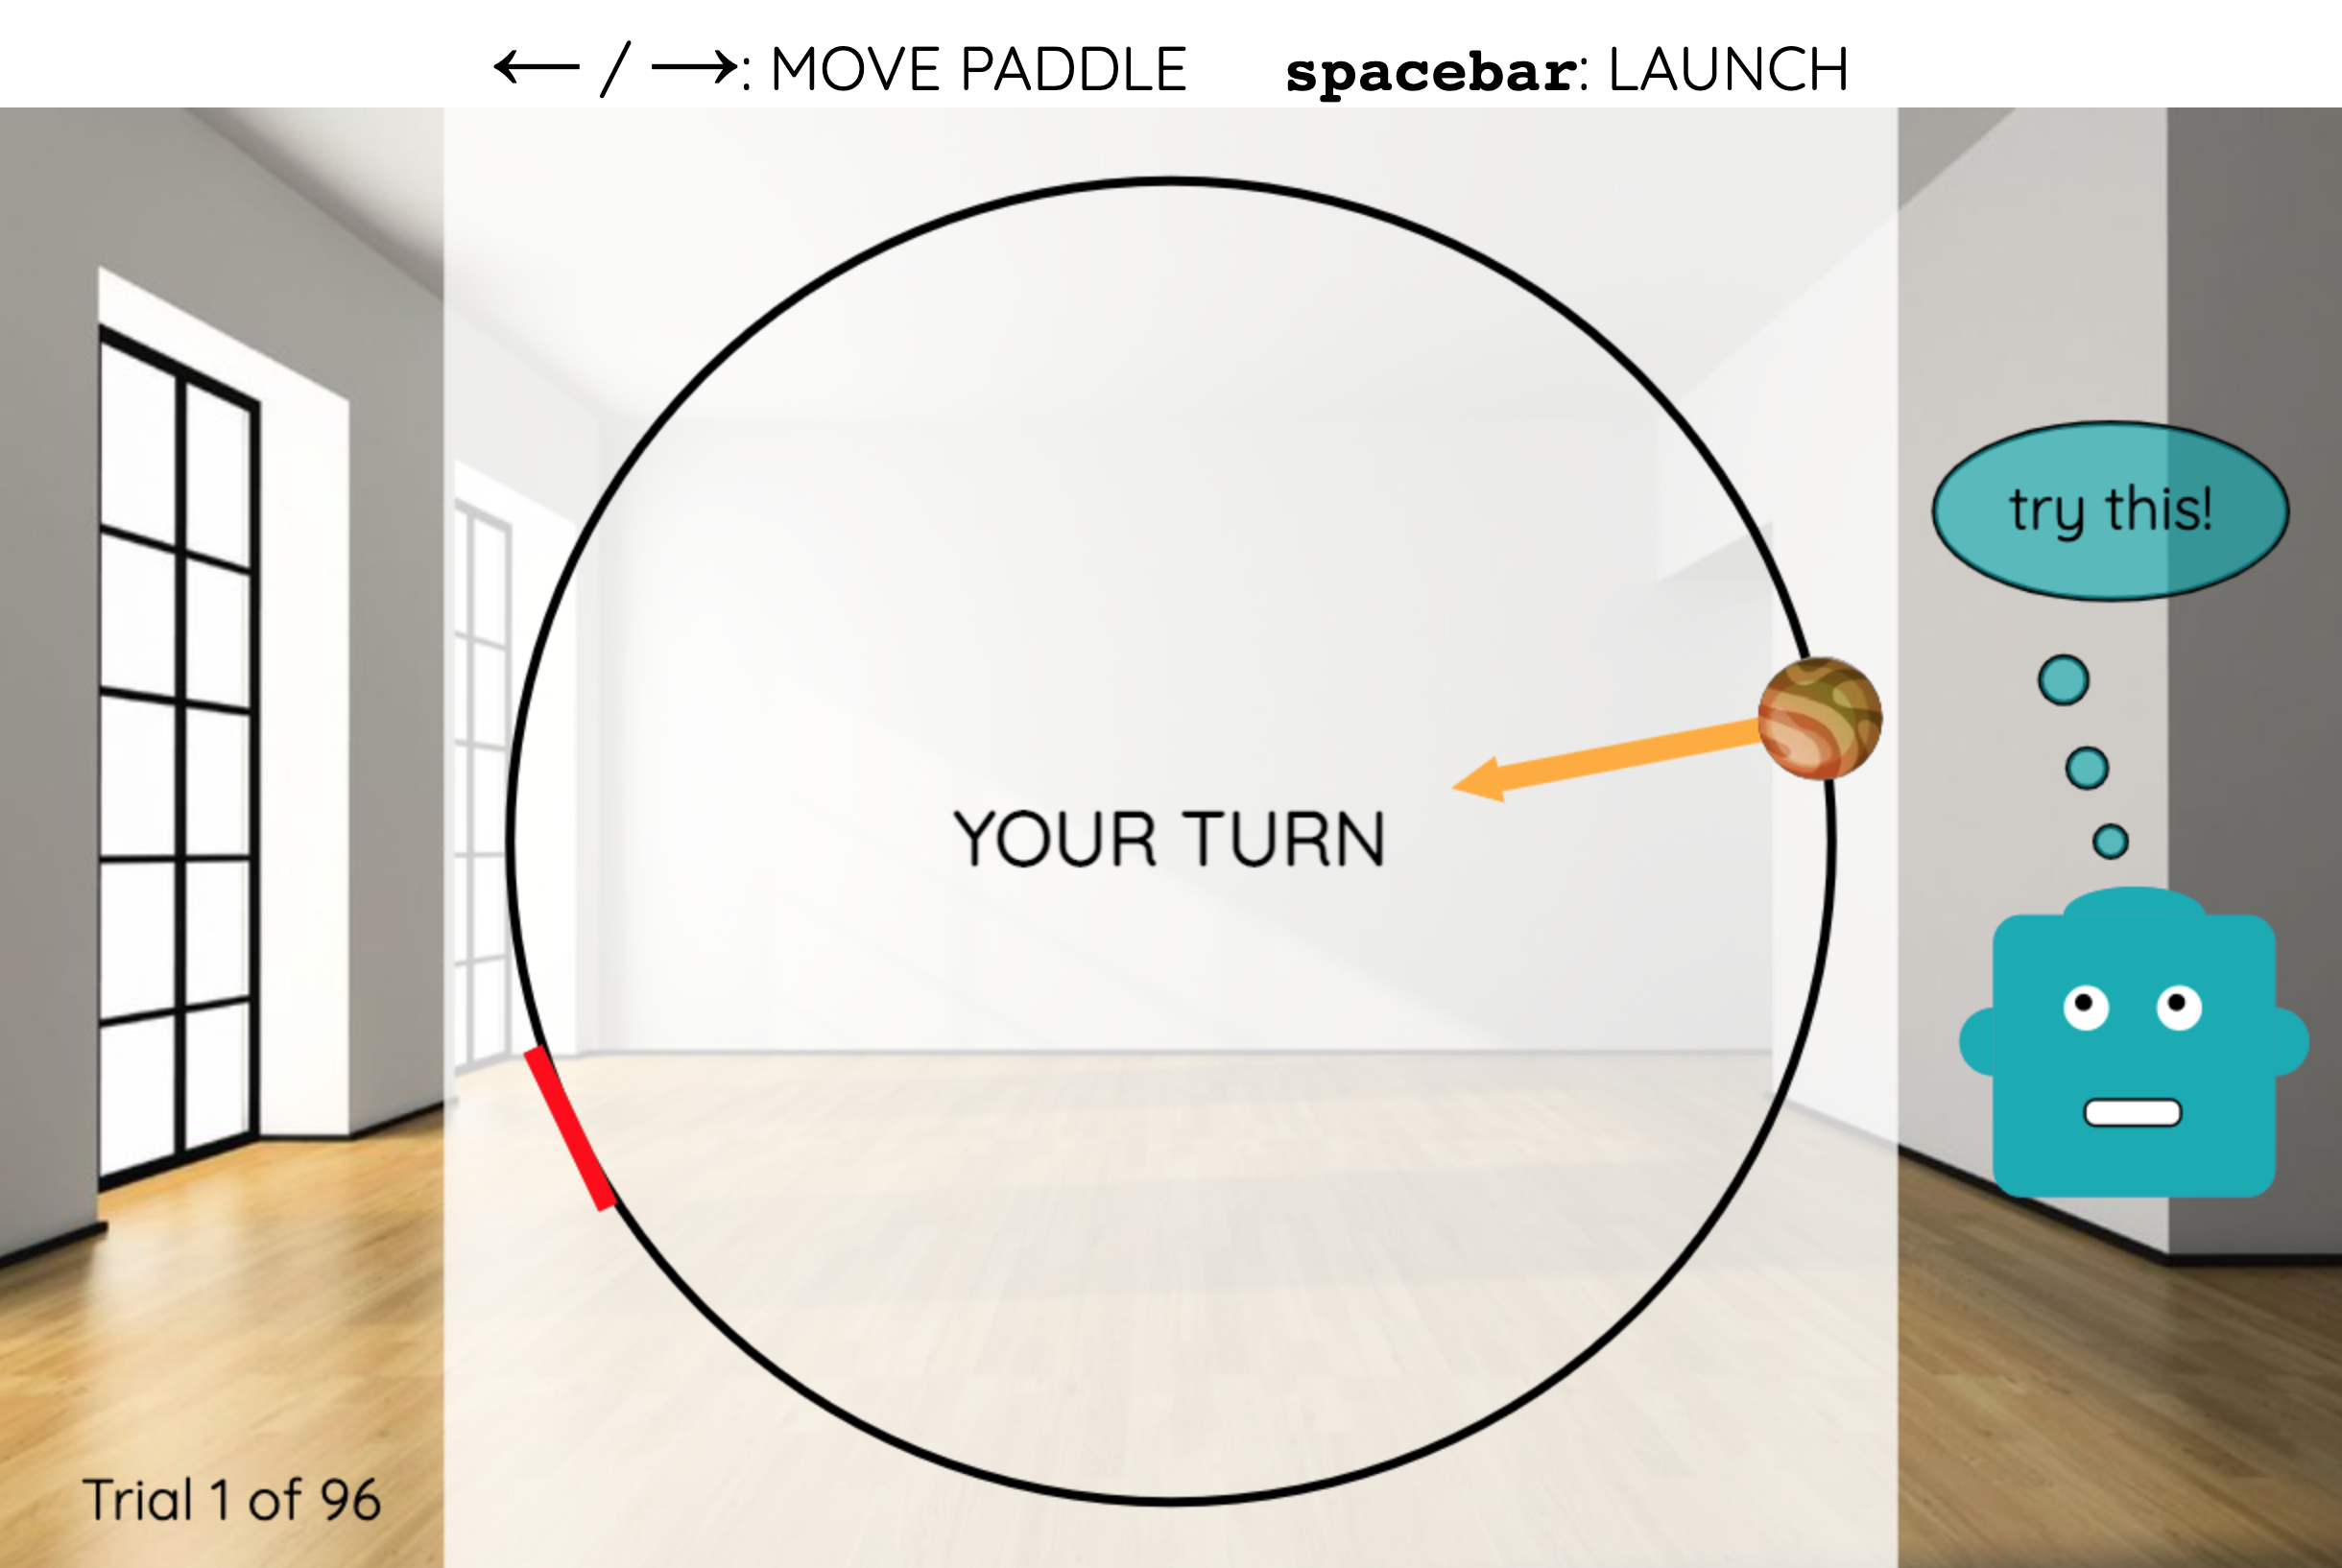 ← / →: MOVE PADDLE spacebar: LAUNCH
try this!
YOUR TURN
Trial 1 of 96